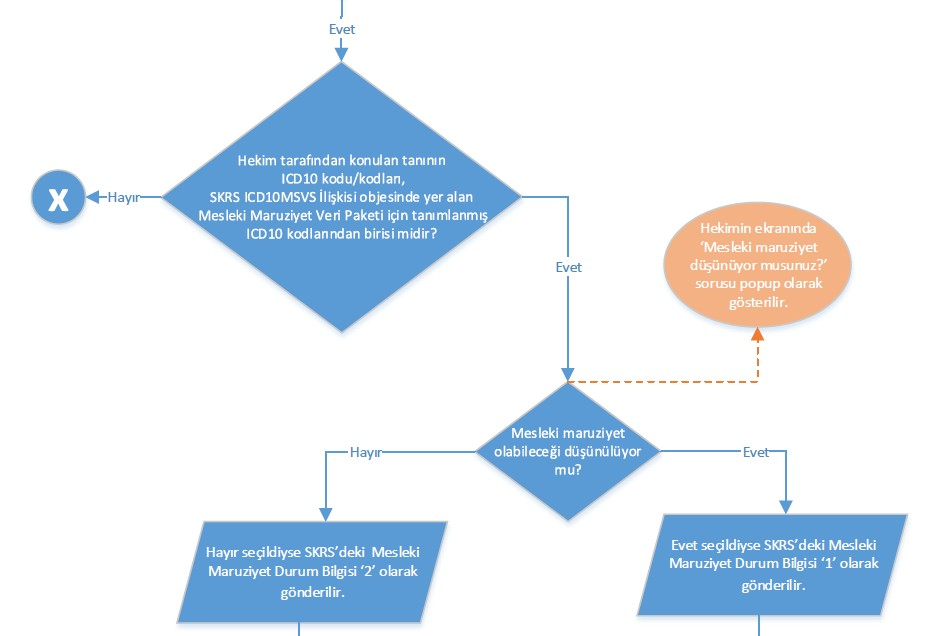 Evet
Hekim tarafından konulan tanının
ICD10 kodu/kodları,
SKRS ICD10MSVS İlişkisi objesinde yer alan
Mesleki Maruziyet Veri Paketi için tanımlanmış
ICD10 kodlarından birisi midir?
X
Hayır
Evet
Hekimin ekranında
‘Mesleki maruziyet
düşünüyor musunuz?’
sorusu popup olarak
gösterilir.
Mesleki maruziyet
olabileceği düşünülüyor
mu?
Hayır
Evet
Hayır seçildiyse SKRS’deki Mesleki
Maruziyet Durum Bilgisi ‘2’ olarak
gönderilir.
Evet seçildiyse SKRS’deki Mesleki
Maruziyet Durum Bilgisi ‘1’ olarak
gönderilir.